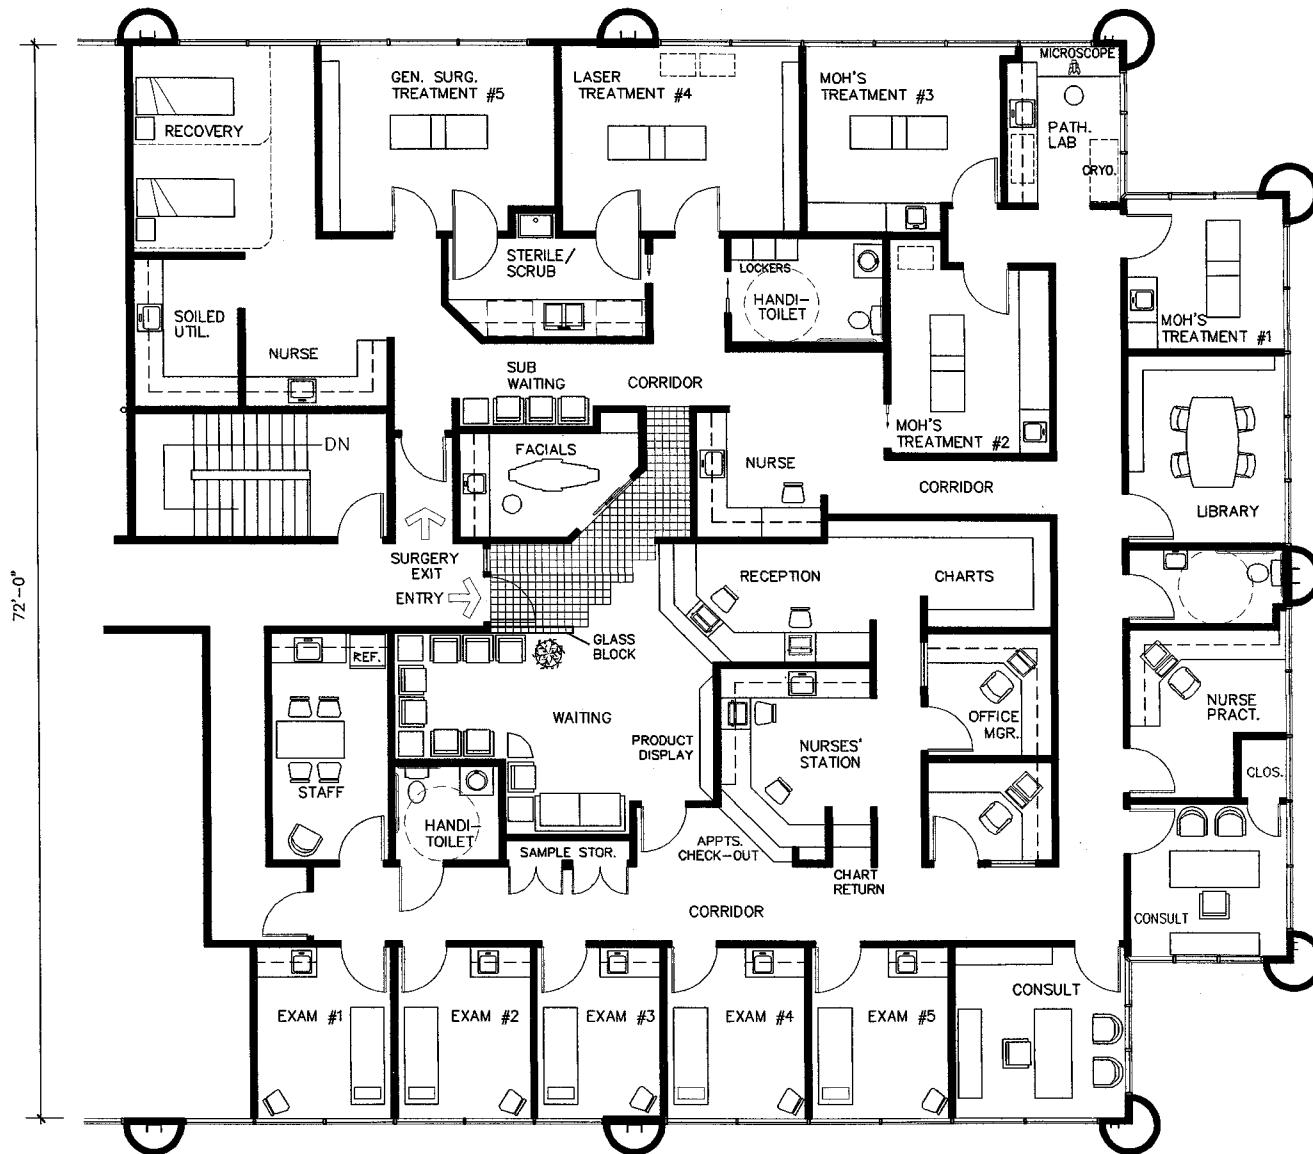 MICROSCOPE
GEN. SURG.
TREATMENT #5
LASER
TREATMENT #4
MOH'S
TREATMENT #3
RECOVERY
PATH.
LAB
CRYO.
STERILE/
SCRUB
LOCKERS
HANDI-
TOILET
SOILED
UTIL.
MOH'S
TREATMENT #1
NURSE
SUB
WAITING
CORRIDOR
MOH'S
TREATMENT #2
DN
FACIALS
NURSE
CORRIDOR
LIBRARY
SURGERY
EXIT
ENTRY
RECEPTION
CHARTS
72'-0"
GLASS
BLOCK
REF.
WAITING
PRODUCT
DISPLAY
NURSES'
STATION
OFFICE
MGR.
NURSE
PRACT.
CLOS.
STAFF
HANDI-
TOILET
SAMPLE STOR.
APPTS.
CHECK-OUT
CHART
RETURN
CORRIDOR
CONSULT
EXAM #1
EXAM #2
EXAM #3
EXAM #4
EXAM #5
CONSULT